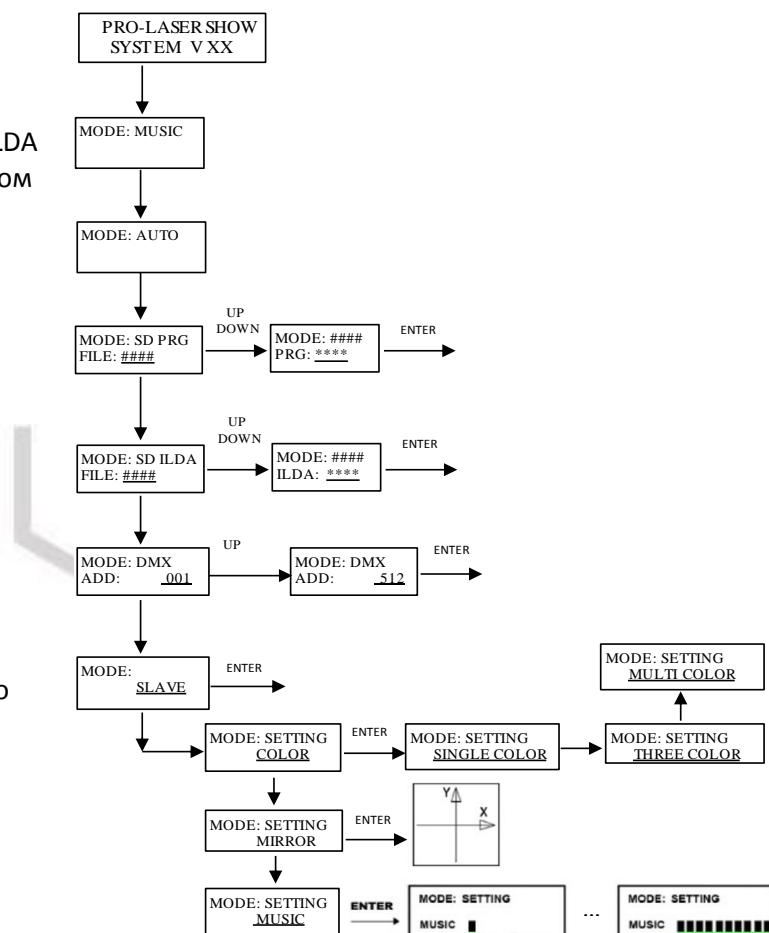 PRO-LASER SHOW
SYSTEM V XX
MODE: MUSIC
LDA
ом
MODE: AUTO
UP
DOWN
ENTER
MODE: SD PRG
FILE: ####
MODE: ####
PRG: ****
UP
DOWN
ENTER
MODE: SD ILDA
FILE: ####
MODE: ####
ILDA: ****
UP
ENTER
MODE: DMX
ADD: 001
MODE: DMX
ADD: 512
MODE:
SLAVE
ENTER
о
MODE: SETTING
MULTI COLOR
MODE: SETTING
COLOR
ENTER
MODE: SETTING
SINGLE COLOR
MODE: SETTING
THREE COLOR
MODE: SETTING
MIRROR
ENTER
Y
X
MODE: SETTING
MUSIC
ENTER
MODE: SETTING
MUSIC
...
MODE: SETTING
MUSIC